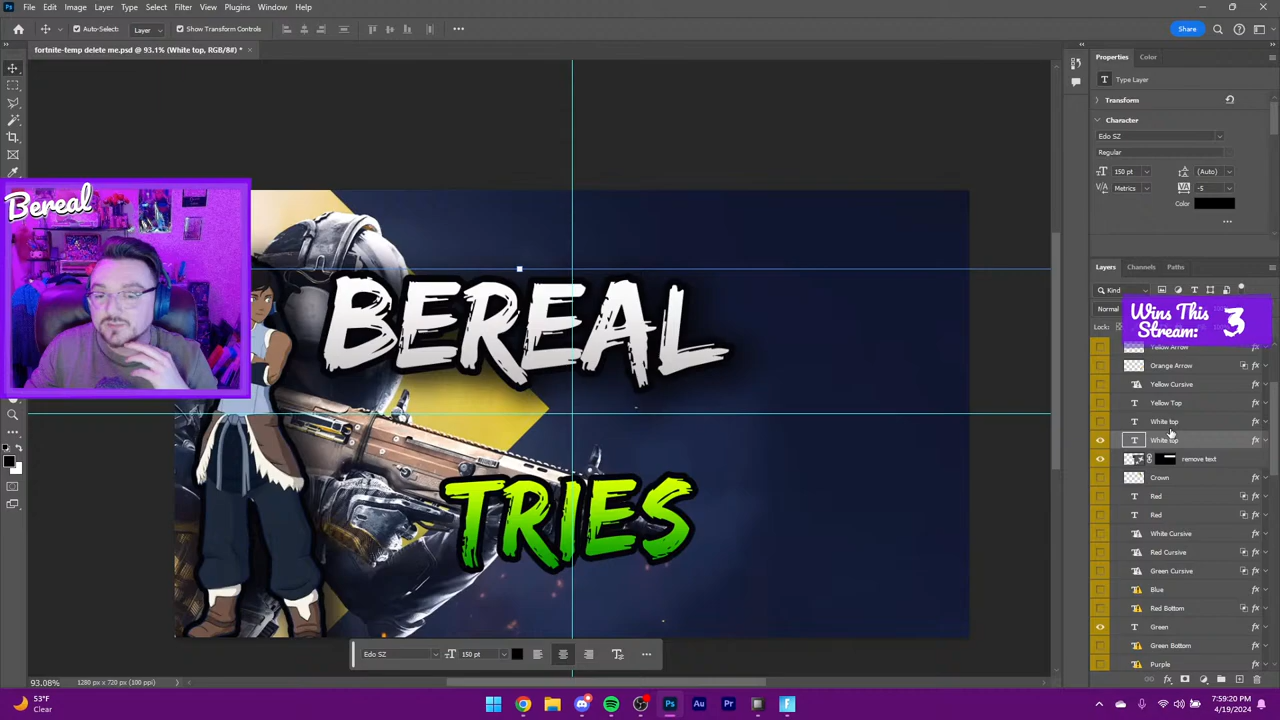 File Edit Image Layer Type Select Filter View Plugins Window Help
Auto-Select: Layer Show Transform Controls Share
fortnite-temp delete me.psd @ 93.1% (White top, RGB/8#) *
Properties Color
Type Layer
Transform
Character
Edo SZ
Regular
150 pt (Auto)
Metrics -5
Color
Bereal
BEREAL
TRIES
Layers Channels Paths
Kind
Normal
Lock:
Wins This
Stream: 3
Yellow Arrow
Orange Arrow
Yellow Cursive
Yellow Top
White top
White top
remove text
Crown
Red
Red
White Cursive
Red Cursive
Green Cursive
Blue
Red Bottom
Green
Green Bottom
Purple
Edo SZ 150 pt
93.08% 1280 px x 720 px (100 ppi)
53°F
Clear
7:59:20 PM
4/19/2024